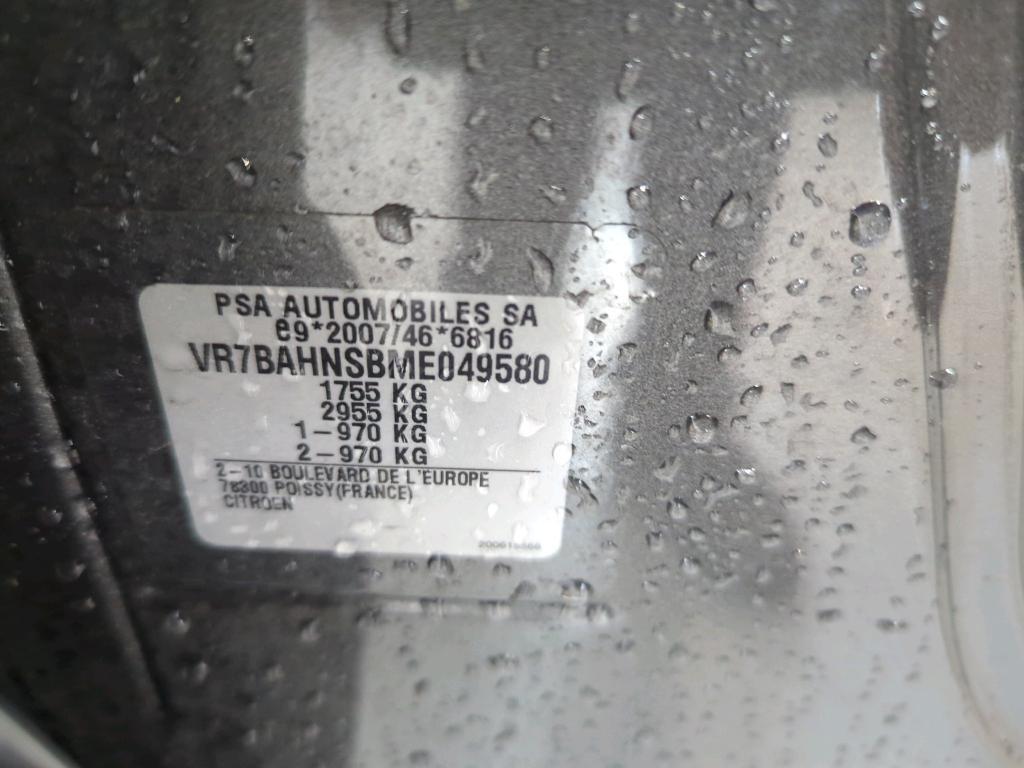 PSA AUTOMOBILES SA
e9*2007/46*6816
VR7BAHNSBME049580
1755 KG
2955 KG
1-970 KG
2-970 KG
2-10 BOULEVARD DE L'EUROPE
78300 POISSY(FRANCE)
CITROEN